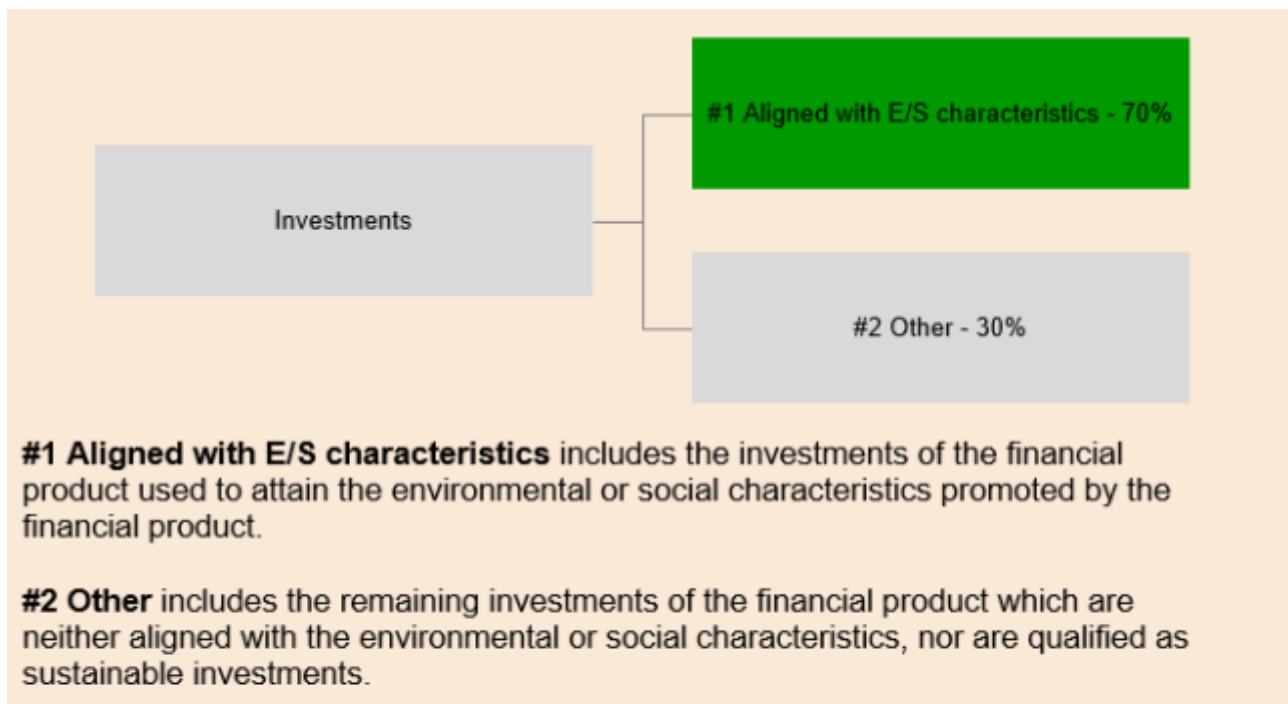 #1 Aligned with E/S characteristics - 70%
Investments
#2 Other - 30%
#1 Aligned with E/S characteristics includes the investments of the financial
product used to attain the environmental or social characteristics promoted by the
financial product.
#2 Other includes the remaining investments of the financial product which are
neither aligned with the environmental or social characteristics, nor are qualified as
sustainable investments.